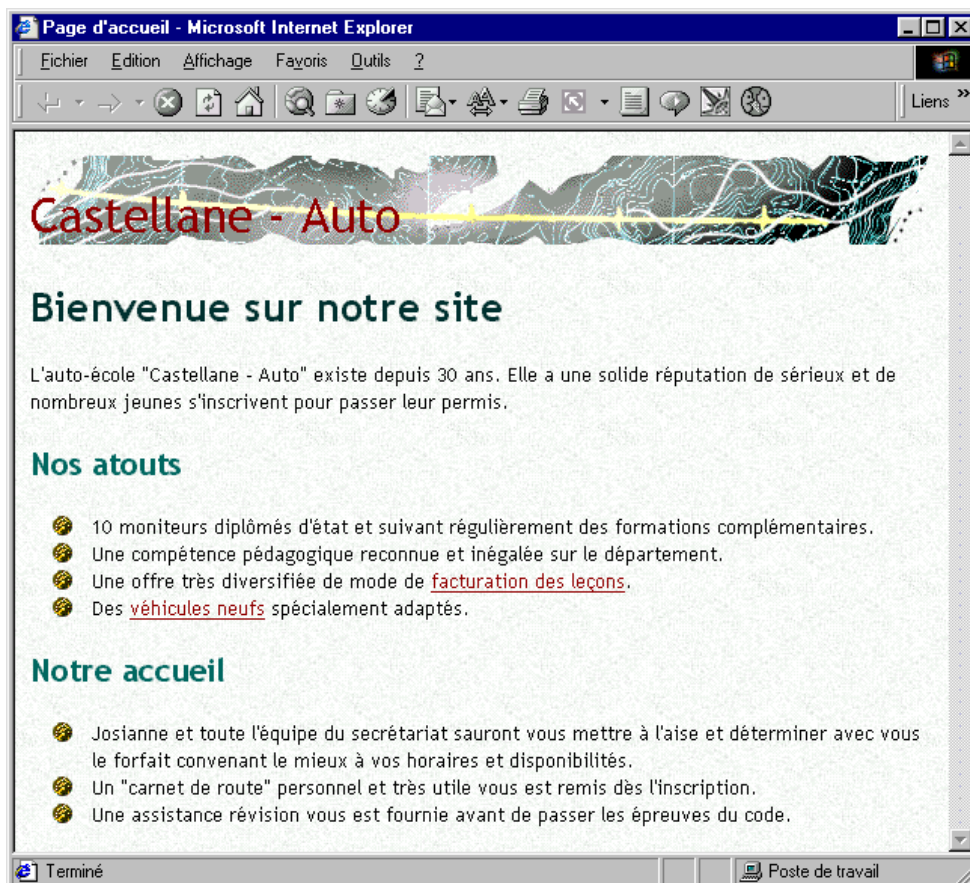 Page d'accueil - Microsoft Internet Explorer
Fichier Edition Affichage Favoris Outils ?
Liens »
Castellane - Auto
Bienvenue sur notre site
L'auto-école "Castellane - Auto" existe depuis 30 ans. Elle a une solide réputation de sérieux et de
nombreux jeunes s'inscrivent pour passer leur permis.
Nos atouts
10 moniteurs diplômés d'état et suivant régulièrement des formations complémentaires.
Une compétence pédagogique reconnue et inégalée sur le département.
Une offre très diversifiée de mode de facturation des leçons.
Des véhicules neufs spécialement adaptés.
Notre accueil
Josianne et toute l'équipe du secrétariat sauront vous mettre à l'aise et déterminer avec vous
le forfait convenant le mieux à vos horaires et disponibilités.
Un "carnet de route" personnel et très utile vous est remis dès l'inscription.
Une assistance révision vous est fournie avant de passer les épreuves du code.
Terminé
Poste de travail